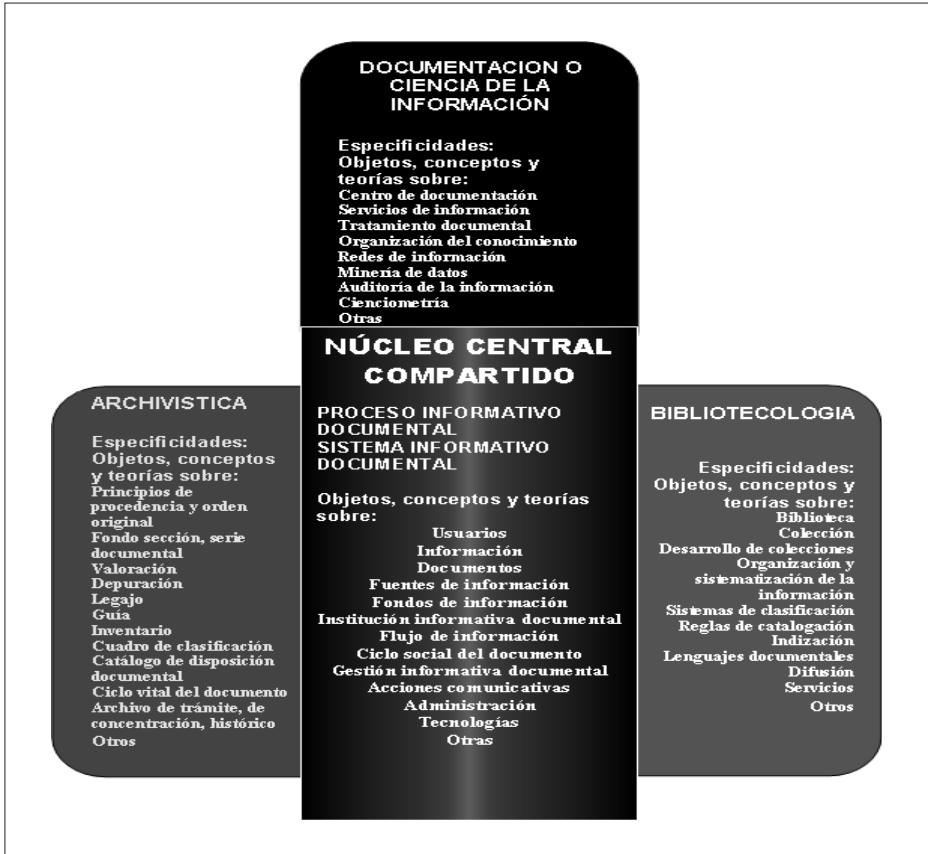 DOCUMENTACION O
CIENCIA DE LA
INFORMACIÓN
Especificidades:
Objetos, conceptos y
teorías sobre:
Centro de documentación
Servicios de información
Tratamiento documental
Organización del conocimiento
Redes de información
Minería de datos
Auditoría de la información
Cienciometría
Otras
NÚCLEO CENTRAL
COMPARTIDO
PROCESO INFORMATIVO
DOCUMENTAL
SISTEMA INFORMATIVO
DOCUMENTAL
Objetos, conceptos y teorías
sobre:
Usuarios
Información
Documentos
Fuentes de información
Fondos de información
Institución informativa documental
Flujo de información
Ciclo social del documento
Gestión informativa documental
Acciones comunicativas
Administración
Tecnologías
Otras
ARCHIVISTICA
Especificidades:
Objetos, conceptos
y teorías sobre:
Principios de
procedencia y orden
original
Fondo sección, serie
documental
Valoración
Depuración
Legajo
Guía
Inventario
Cuadro de clasificación
Catálogo de disposición
documental
Ciclo vital del documento
Archivo de trámite, de
concentración, histórico
Otros
BIBLIOTECOLOGIA
Especificidades:
Objetos, conceptos y
teorías sobre:
Biblioteca
Colección
Desarrollo de colecciones
Organización y
sistematización de la
información
Sistemas de clasificación
Reglas de catalogación
Indización
Lenguajes documentales
Difusión
Servicios
Otros